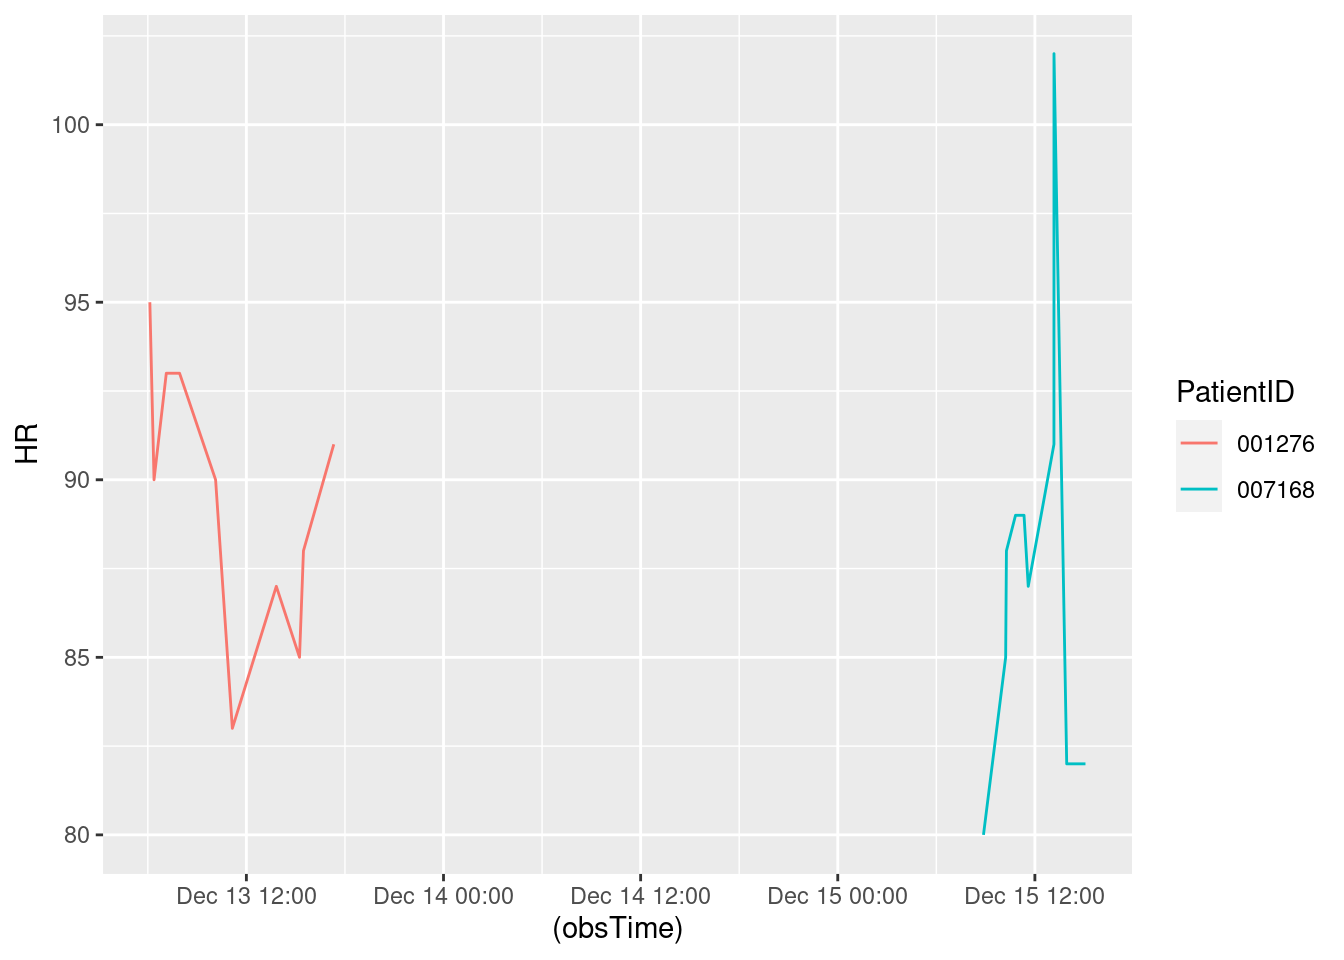 100
95
90
85
80
HR
Dec 13 12:00
Dec 14 00:00
Dec 14 12:00
Dec 15 00:00
Dec 15 12:00
(obsTime)
PatientID
001276
007168